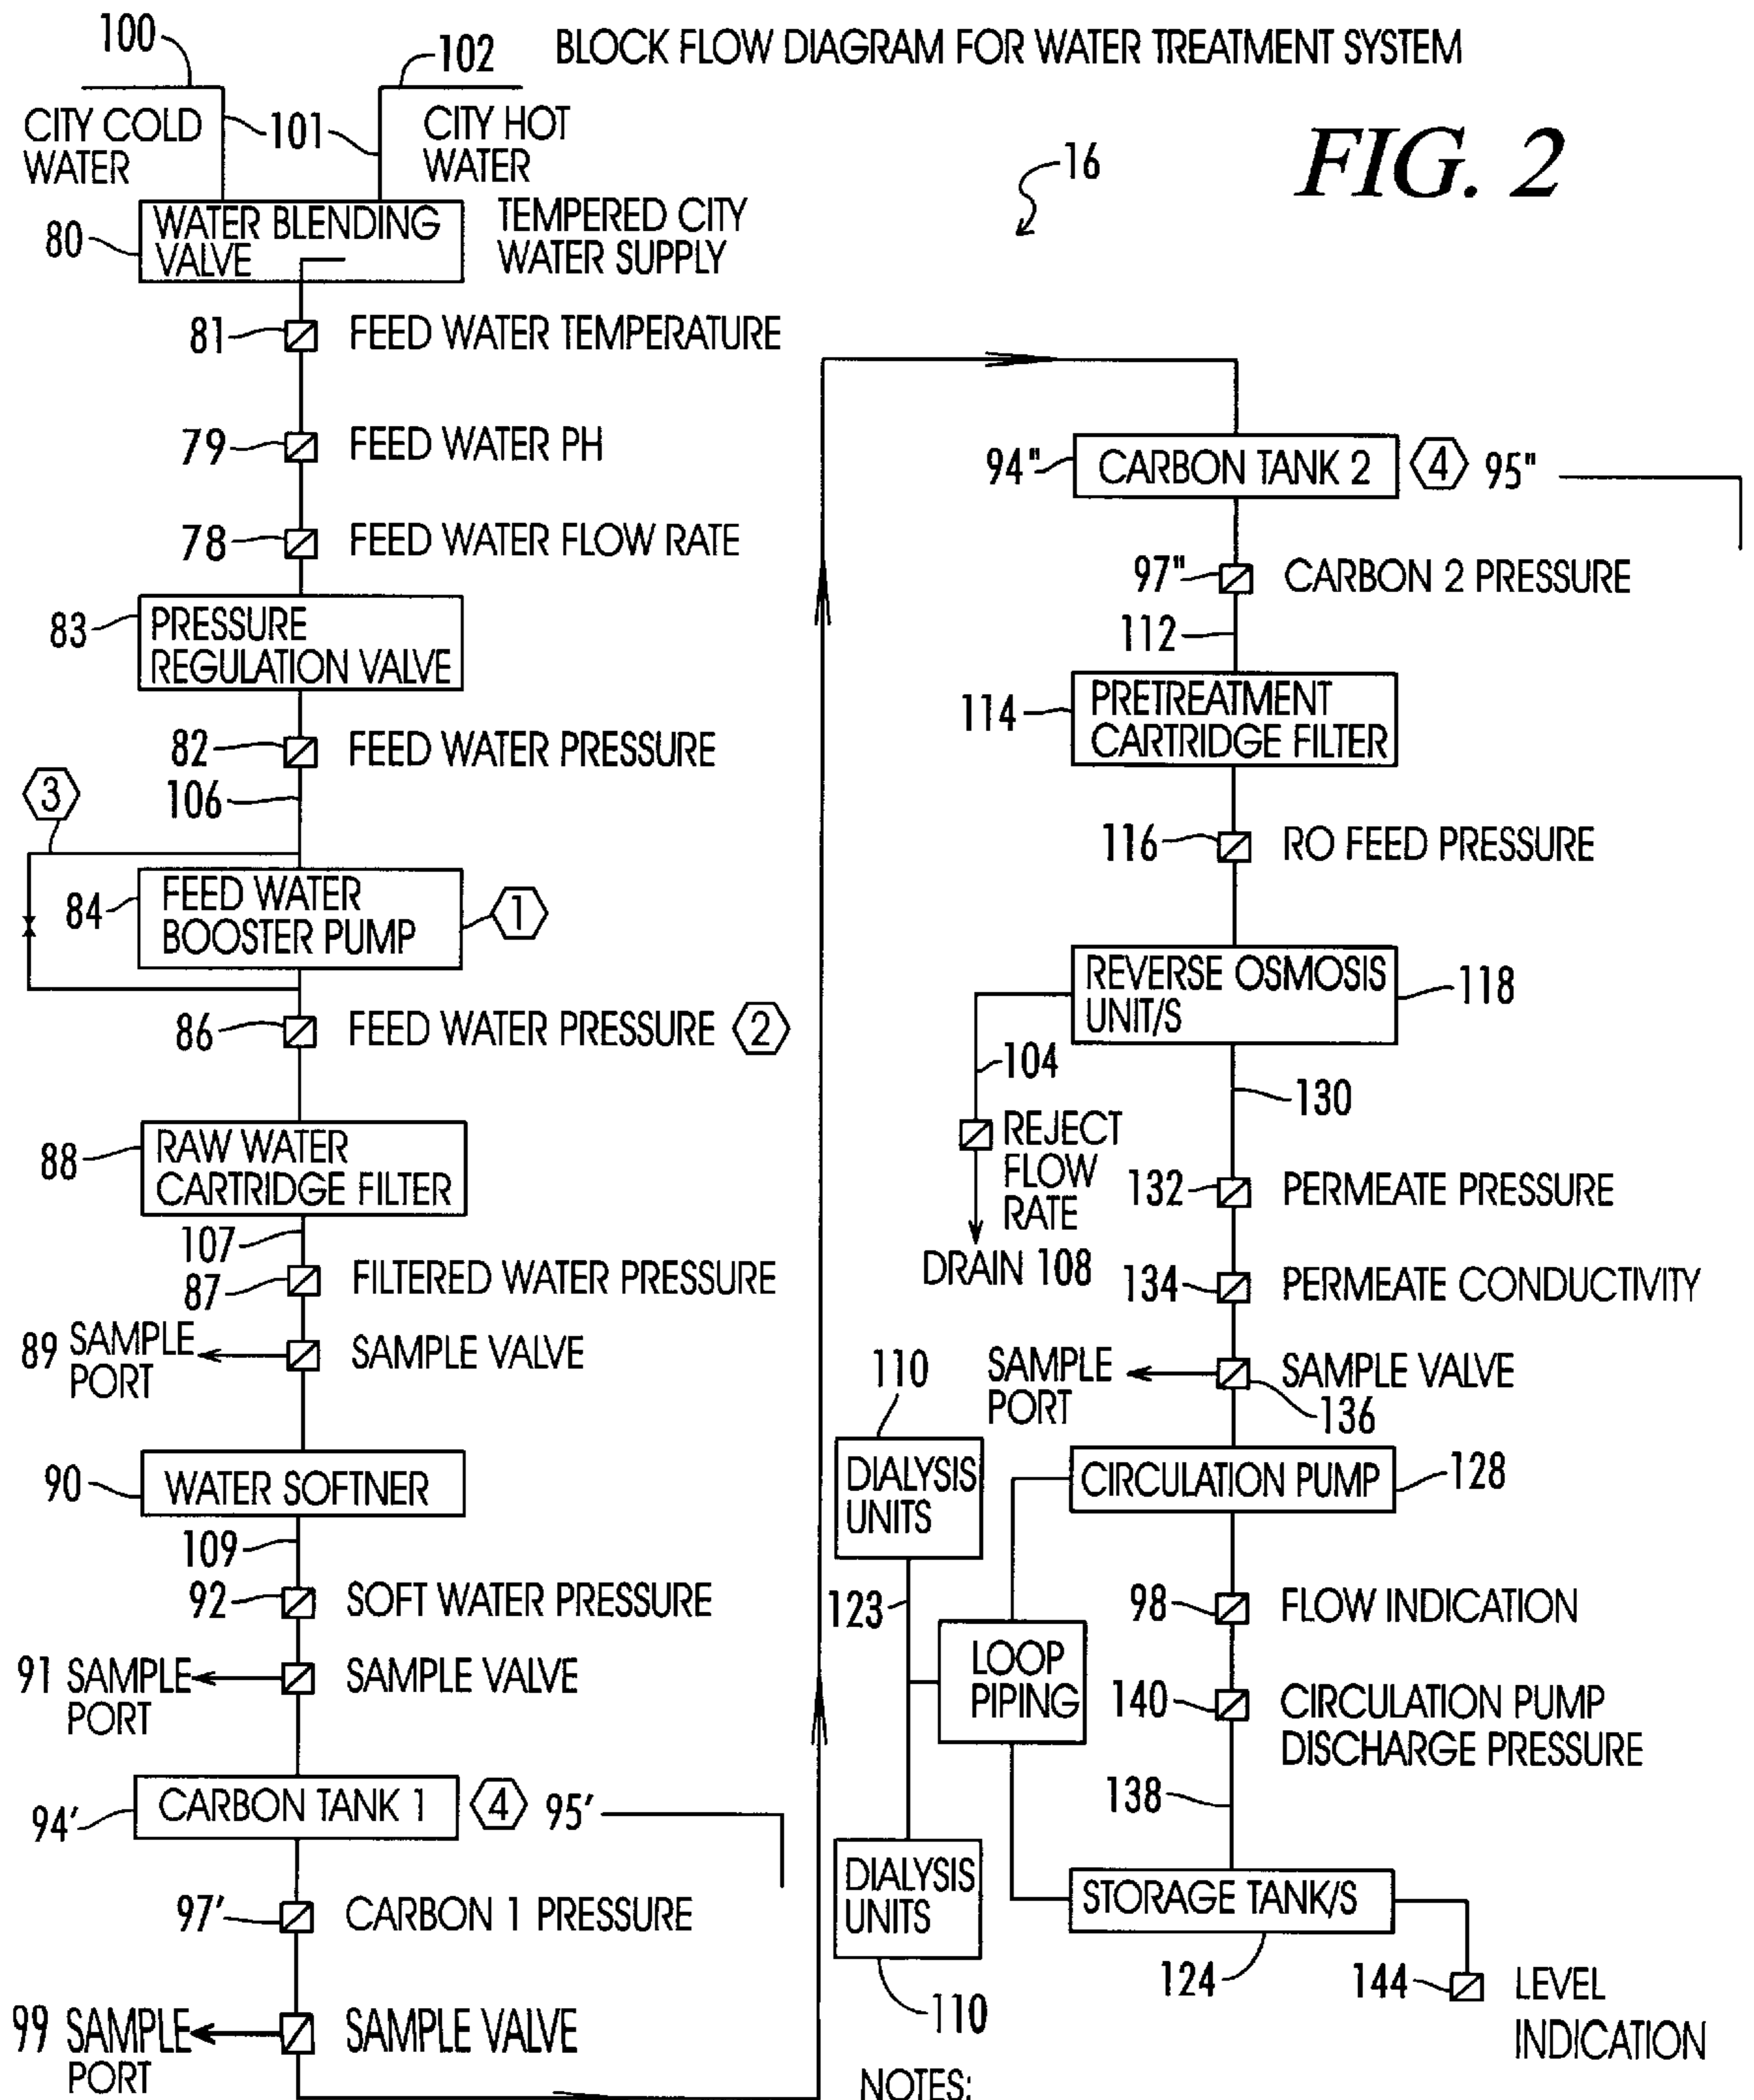 BLOCK FLOW DIAGRAM FOR WATER TREATMENT SYSTEM
FIG. 2
16
100
102
CITY COLD
WATER
101
CITY HOT
WATER
80
WATER BLENDING
VALVE
TEMPERED CITY
WATER SUPPLY
81
FEED WATER TEMPERATURE
79
FEED WATER PH
78
FEED WATER FLOW RATE
83
PRESSURE
REGULATION VALVE
82
FEED WATER PRESSURE
3
106
84
FEED WATER
BOOSTER PUMP
1
86
FEED WATER PRESSURE
2
88
RAW WATER
CARTRIDGE FILTER
107
87
FILTERED WATER PRESSURE
89 SAMPLE
PORT
SAMPLE VALVE
90
WATER SOFTNER
109
92
SOFT WATER PRESSURE
91 SAMPLE
PORT
SAMPLE VALVE
94'
CARBON TANK 1
4
95'
97'
CARBON 1 PRESSURE
99 SAMPLE
PORT
SAMPLE VALVE
94"
CARBON TANK 2
4
95"
97"
CARBON 2 PRESSURE
112
114
PRETREATMENT
CARTRIDGE FILTER
116
RO FEED PRESSURE
REVERSE OSMOSIS
UNIT/S
118
104
REJECT
FLOW
RATE
DRAIN 108
130
132
PERMEATE PRESSURE
134
PERMEATE CONDUCTIVITY
SAMPLE
PORT
SAMPLE VALVE
136
110
DIALYSIS
UNITS
CIRCULATION PUMP
128
123
LOOP
PIPING
98
FLOW INDICATION
140
CIRCULATION PUMP
DISCHARGE PRESSURE
138
DIALYSIS
UNITS
110
STORAGE TANK/S
124
144
LEVEL
INDICATION
NOTES: